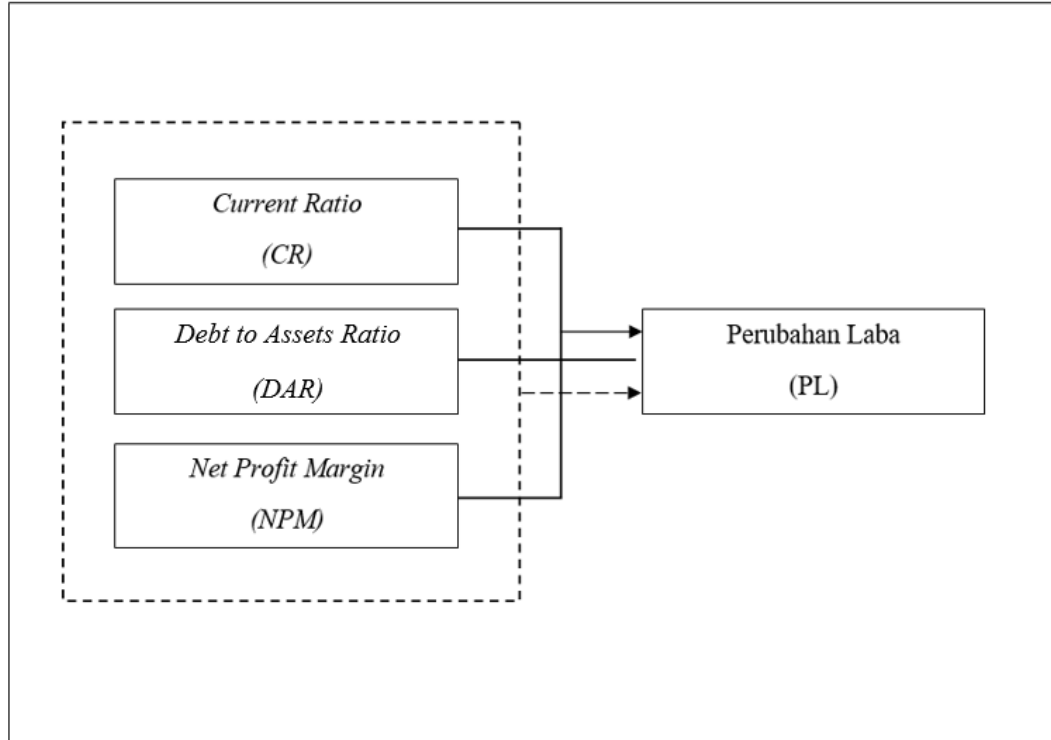 Current Ratio
(CR)
Debt to Assets Ratio
(DAR)
Net Profit Margin
(NPM)
Perubahan Laba
(PL)